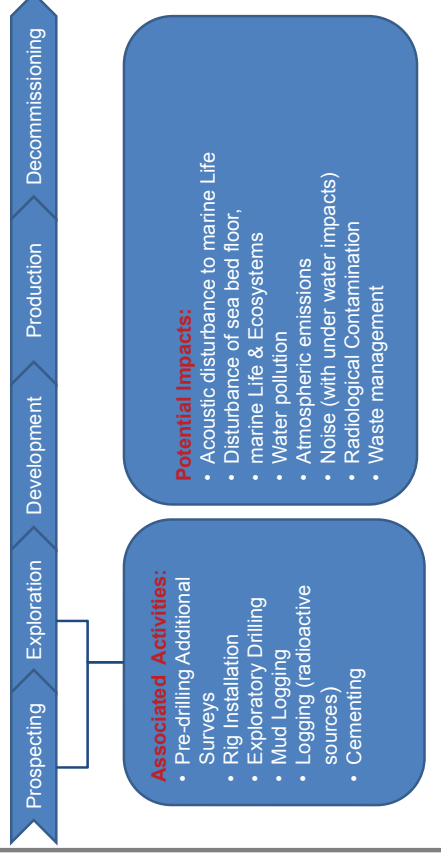 Prospecting
Exploration
Development
Production
Decommissioning
Associated Activities:
• Pre-drilling Additional
Surveys
• Rig Installation
• Exploratory Drilling
• Mud Logging
• Logging (radioactive
sources)
• Cementing
Potential Impacts:
• Acoustic disturbance to marine Life
• Disturbance of sea bed floor,
• marine Life & Ecosystems
• Water pollution
• Atmospheric emissions
• Noise (with under water impacts)
• Radiological Contamination
• Waste management